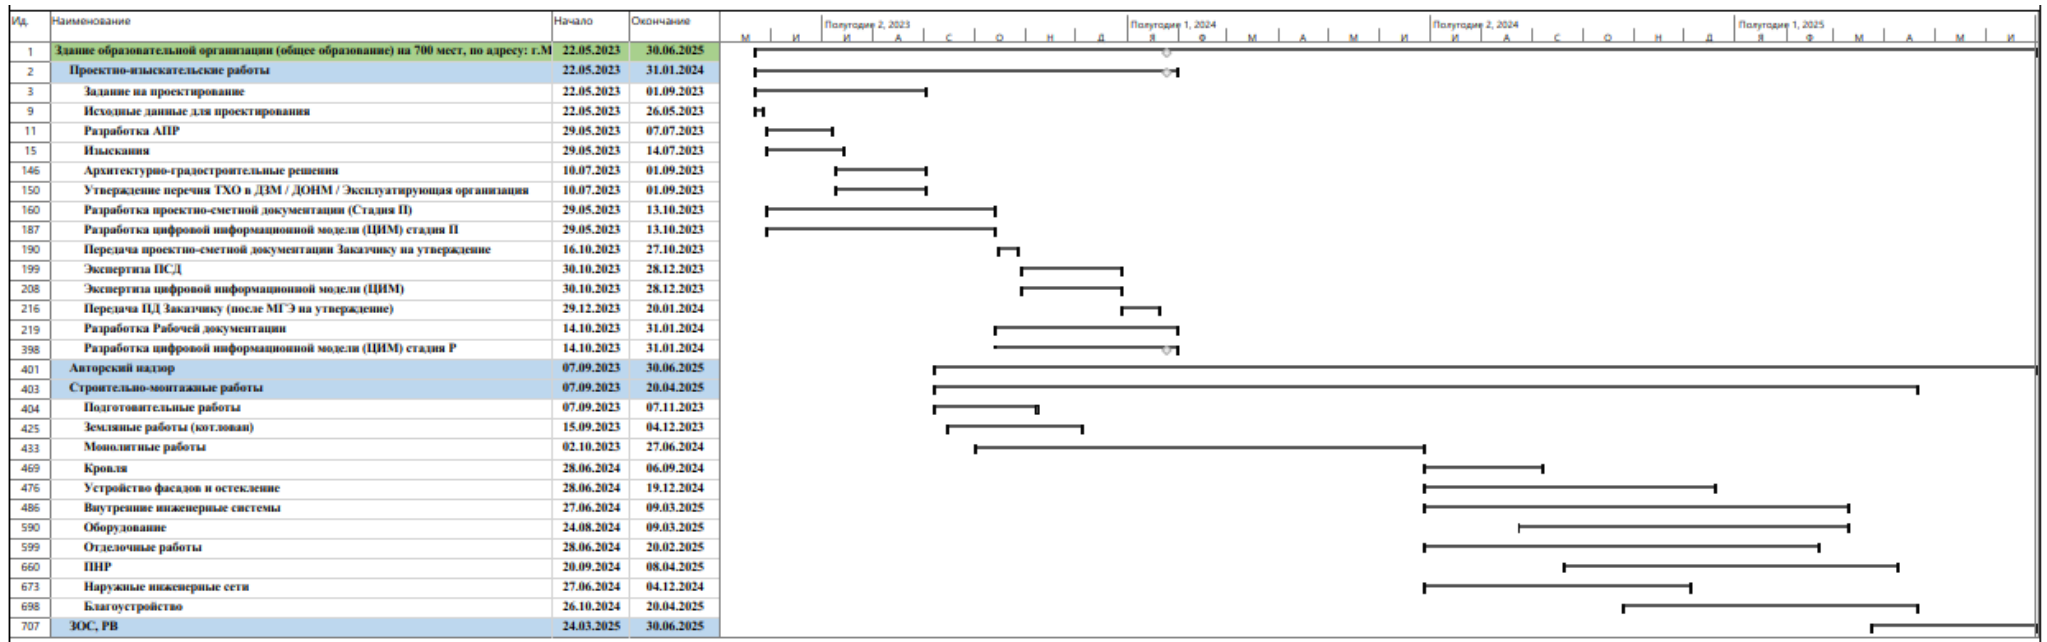 Ид. Наименование Начало Окончание Полугодие 2, 2023 Полугодие 1, 2024 Полугодие 2, 2024 Полугодие 1, 2025
М И И А С О Н Д Я Ф М А М И И А С О Н Д Я Ф М А М И
1 Здание образовательной организации (общее образование) на 700 мест, по адресу: г.М 22.05.2023 30.06.2025
2 Проектно-изыскательские работы 22.05.2023 31.01.2024
3 Задание на проектирование 22.05.2023 01.09.2023
9 Исходные данные для проектирования 22.05.2023 26.05.2023
11 Разработка АПР 29.05.2023 07.07.2023
15 Изыскания 29.05.2023 14.07.2023
146 Архитектурно-градостроительные решения 10.07.2023 01.09.2023
150 Утверждение перечня ТХО в ДЗМ / ДОНМ / Эксплуатирующая организация 10.07.2023 01.09.2023
160 Разработка проектно-сметной документации (Стадия П) 29.05.2023 13.10.2023
187 Разработка цифровой информационной модели (ЦИМ) стадия П 29.05.2023 13.10.2023
190 Передача проектно-сметной документации Заказчику на утверждение 16.10.2023 27.10.2023
199 Экспертиза ПСД 30.10.2023 28.12.2023
208 Экспертиза цифровой информационной модели (ЦИМ) 30.10.2023 28.12.2023
216 Передача ПД Заказчику (после МГЭ на утверждение) 29.12.2023 20.01.2024
219 Разработка Рабочей документации 14.10.2023 31.01.2024
398 Разработка цифровой информационной модели (ЦИМ) стадия Р 14.10.2023 31.01.2024
401 Авторский надзор 07.09.2023 30.06.2025
403 Строительно-монтажные работы 07.09.2023 20.04.2025
404 Подготовительные работы 07.09.2023 07.11.2023
425 Земляные работы (котлован) 15.09.2023 04.12.2023
433 Монолитные работы 02.10.2023 27.06.2024
469 Кровля 28.06.2024 06.09.2024
476 Устройство фасадов и остекление 28.06.2024 19.12.2024
486 Внутренние инженерные системы 27.06.2024 09.03.2025
590 Оборудование 24.08.2024 09.03.2025
599 Отделочные работы 28.06.2024 20.02.2025
660 ПНР 20.09.2024 08.04.2025
673 Наружные инженерные сети 27.06.2024 04.12.2024
698 Благоустройство 26.10.2024 20.04.2025
707 ЗОС, РВ 24.03.2025 30.06.2025